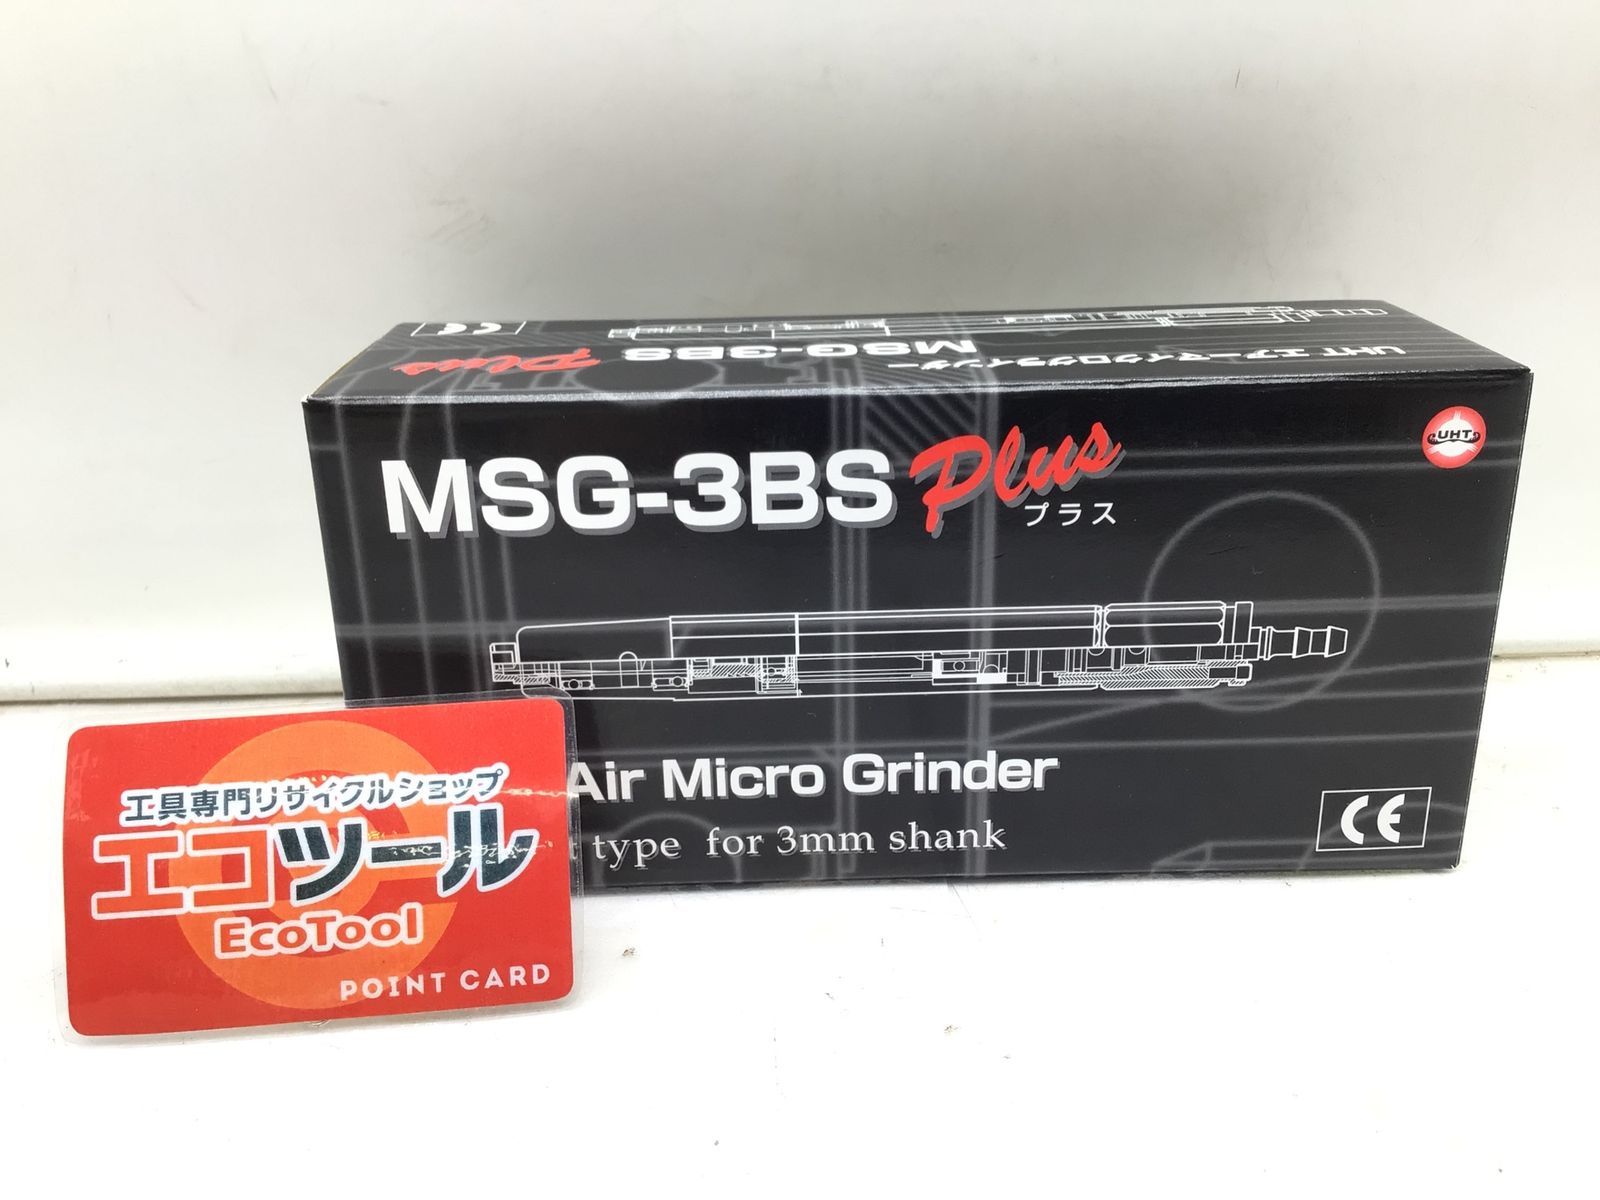 UHT エアーマイクログラインダー
MSG-3BS Plus
CE
MSG-3BS Plus
プラス
UHT
Air Micro Grinder
type for 3mm shank
CE
工具専門リサイクルショップ
エコツール
EcoTool
POINT CARD